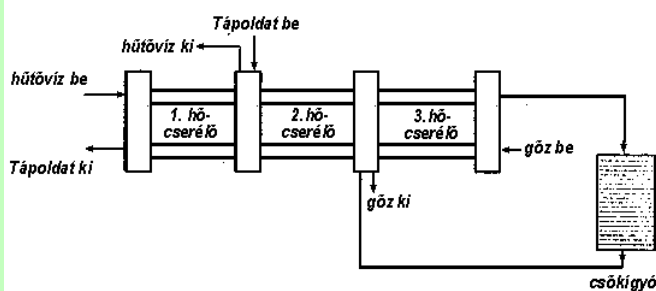 Tápoldat be
hűtővíz ki
hűtővíz be
1. hő-
cserélő
2. hő-
cserélő
3. hő-
cserélő
Tápoldat ki
gőz be
gőz ki
csőkígyó